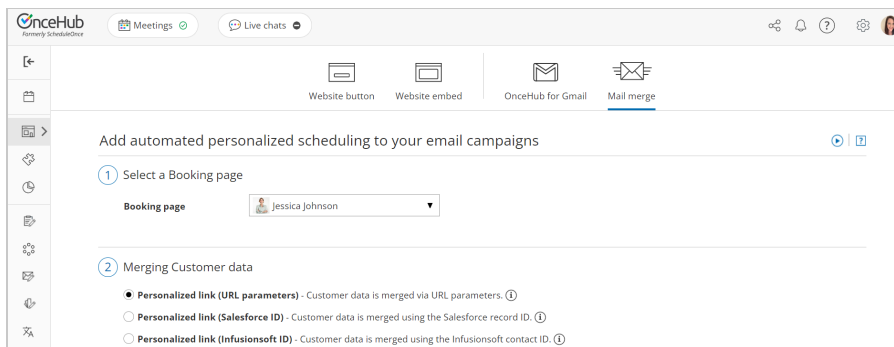 OnceHub
Formerly ScheduleOnce
Meetings
Live chats
?
Website button
Website embed
OnceHub for Gmail
Mail merge
Add automated personalized scheduling to your email campaigns
?
1 Select a Booking page
Booking page
Jessica Johnson
2 Merging Customer data
Personalized link (URL parameters) - Customer data is merged via URL parameters. i
Personalized link (Salesforce ID) - Customer data is merged using the Salesforce record ID. i
Personalized link (Infusionsoft ID) - Customer data is merged using the Infusionsoft contact ID. i